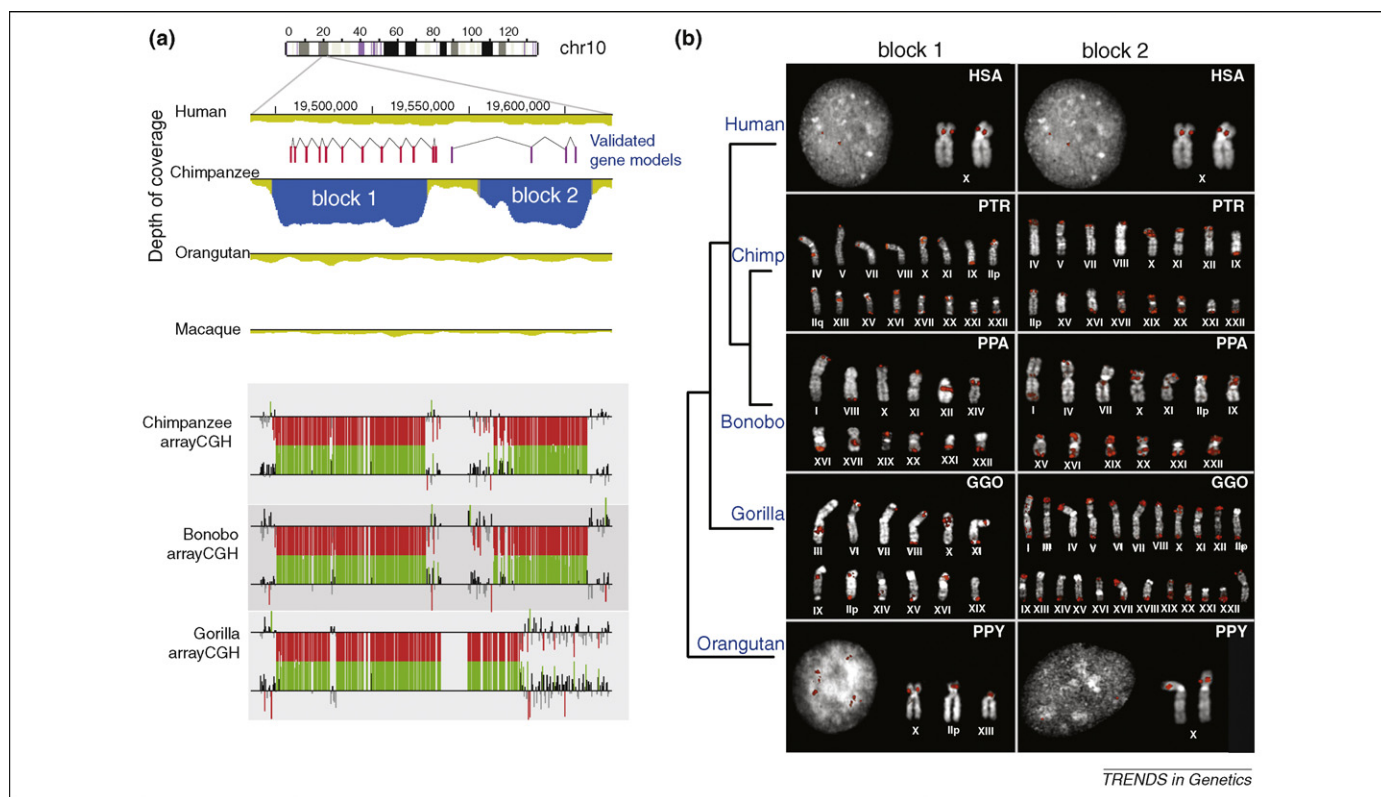 (a)
0 20 40 60 80 100 120
chr10
Human
19,500,000 19,550,000 19,600,000
Validated
gene models
Depth of coverage
Chimpanzee
block 1
block 2
Orangutan
Macaque
Chimpanzee
arrayCGH
Bonobo
arrayCGH
Gorilla
arrayCGH
(b)
block 1
block 2
Human
Chimp
Bonobo
Gorilla
Orangutan
HSA
X
HSA
X
PTR
IV V VII VIII X XI IX IIp
IIq XIII XV XVI XVII XX XXI XXII
PTR
IV V VII VIII X XI XII IX
IIp XV XVI XVII XIX XX XXI XXII
PPA
I VIII X XI XII XIV
XVI XVII XIX XX XXI XXII
PPA
I IV VII X XI IIp IX
XV XVI XIX XX XXI XXII
GGO
III VI VII VIII X XI
IX IIp XIV XV XVI XIX
GGO
I III IV V VI VII VIII X XI XII IIp
IX XIII XIV XV XVI XVII XVIII XIX XX XXI XXII
PPY
X IIp XIII
PPY
X
TRENDS in Genetics